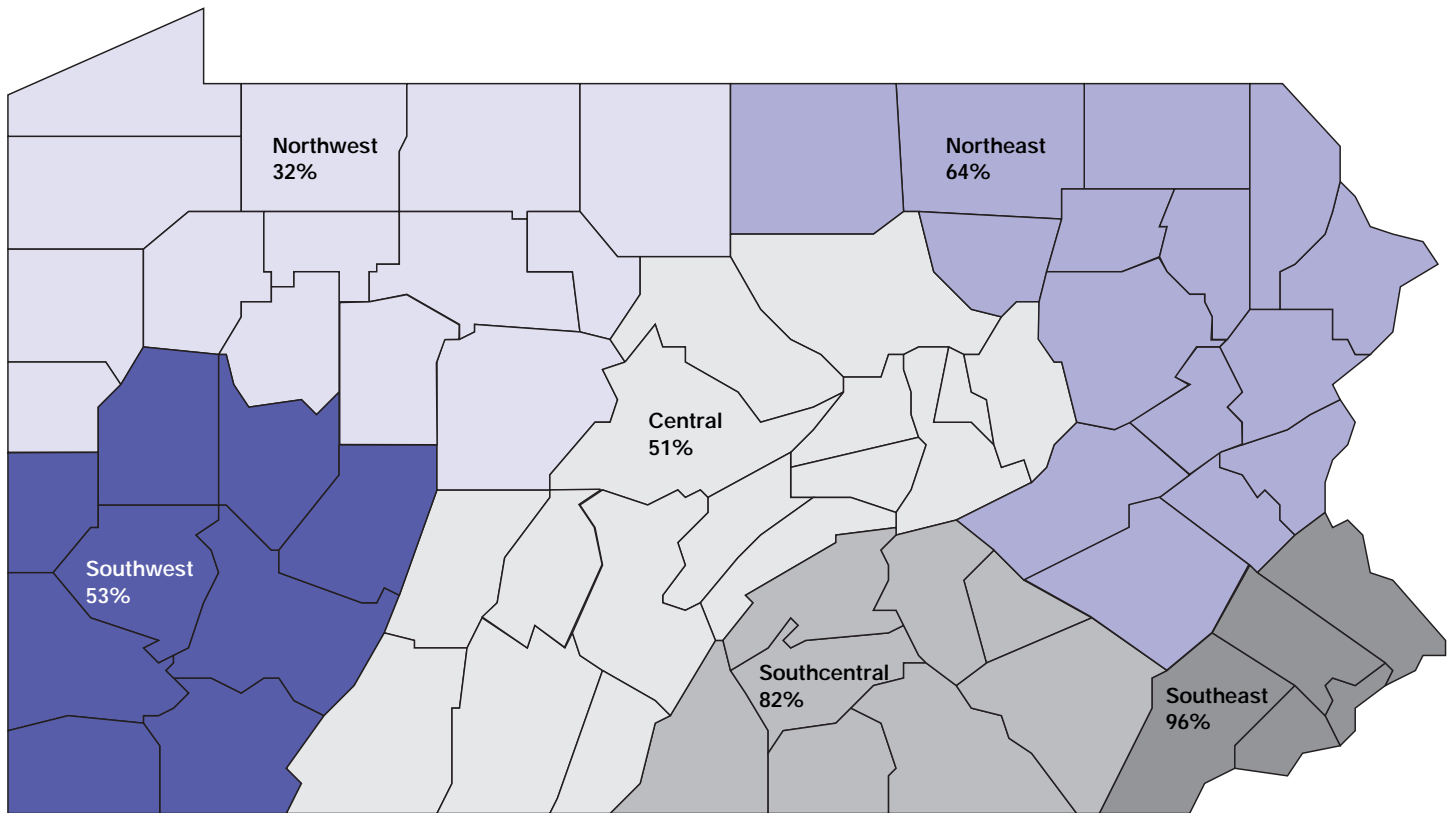 Northwest
32%
Northeast
64%
Central
51%
Southwest
53%
Southcentral
82%
Southeast
96%